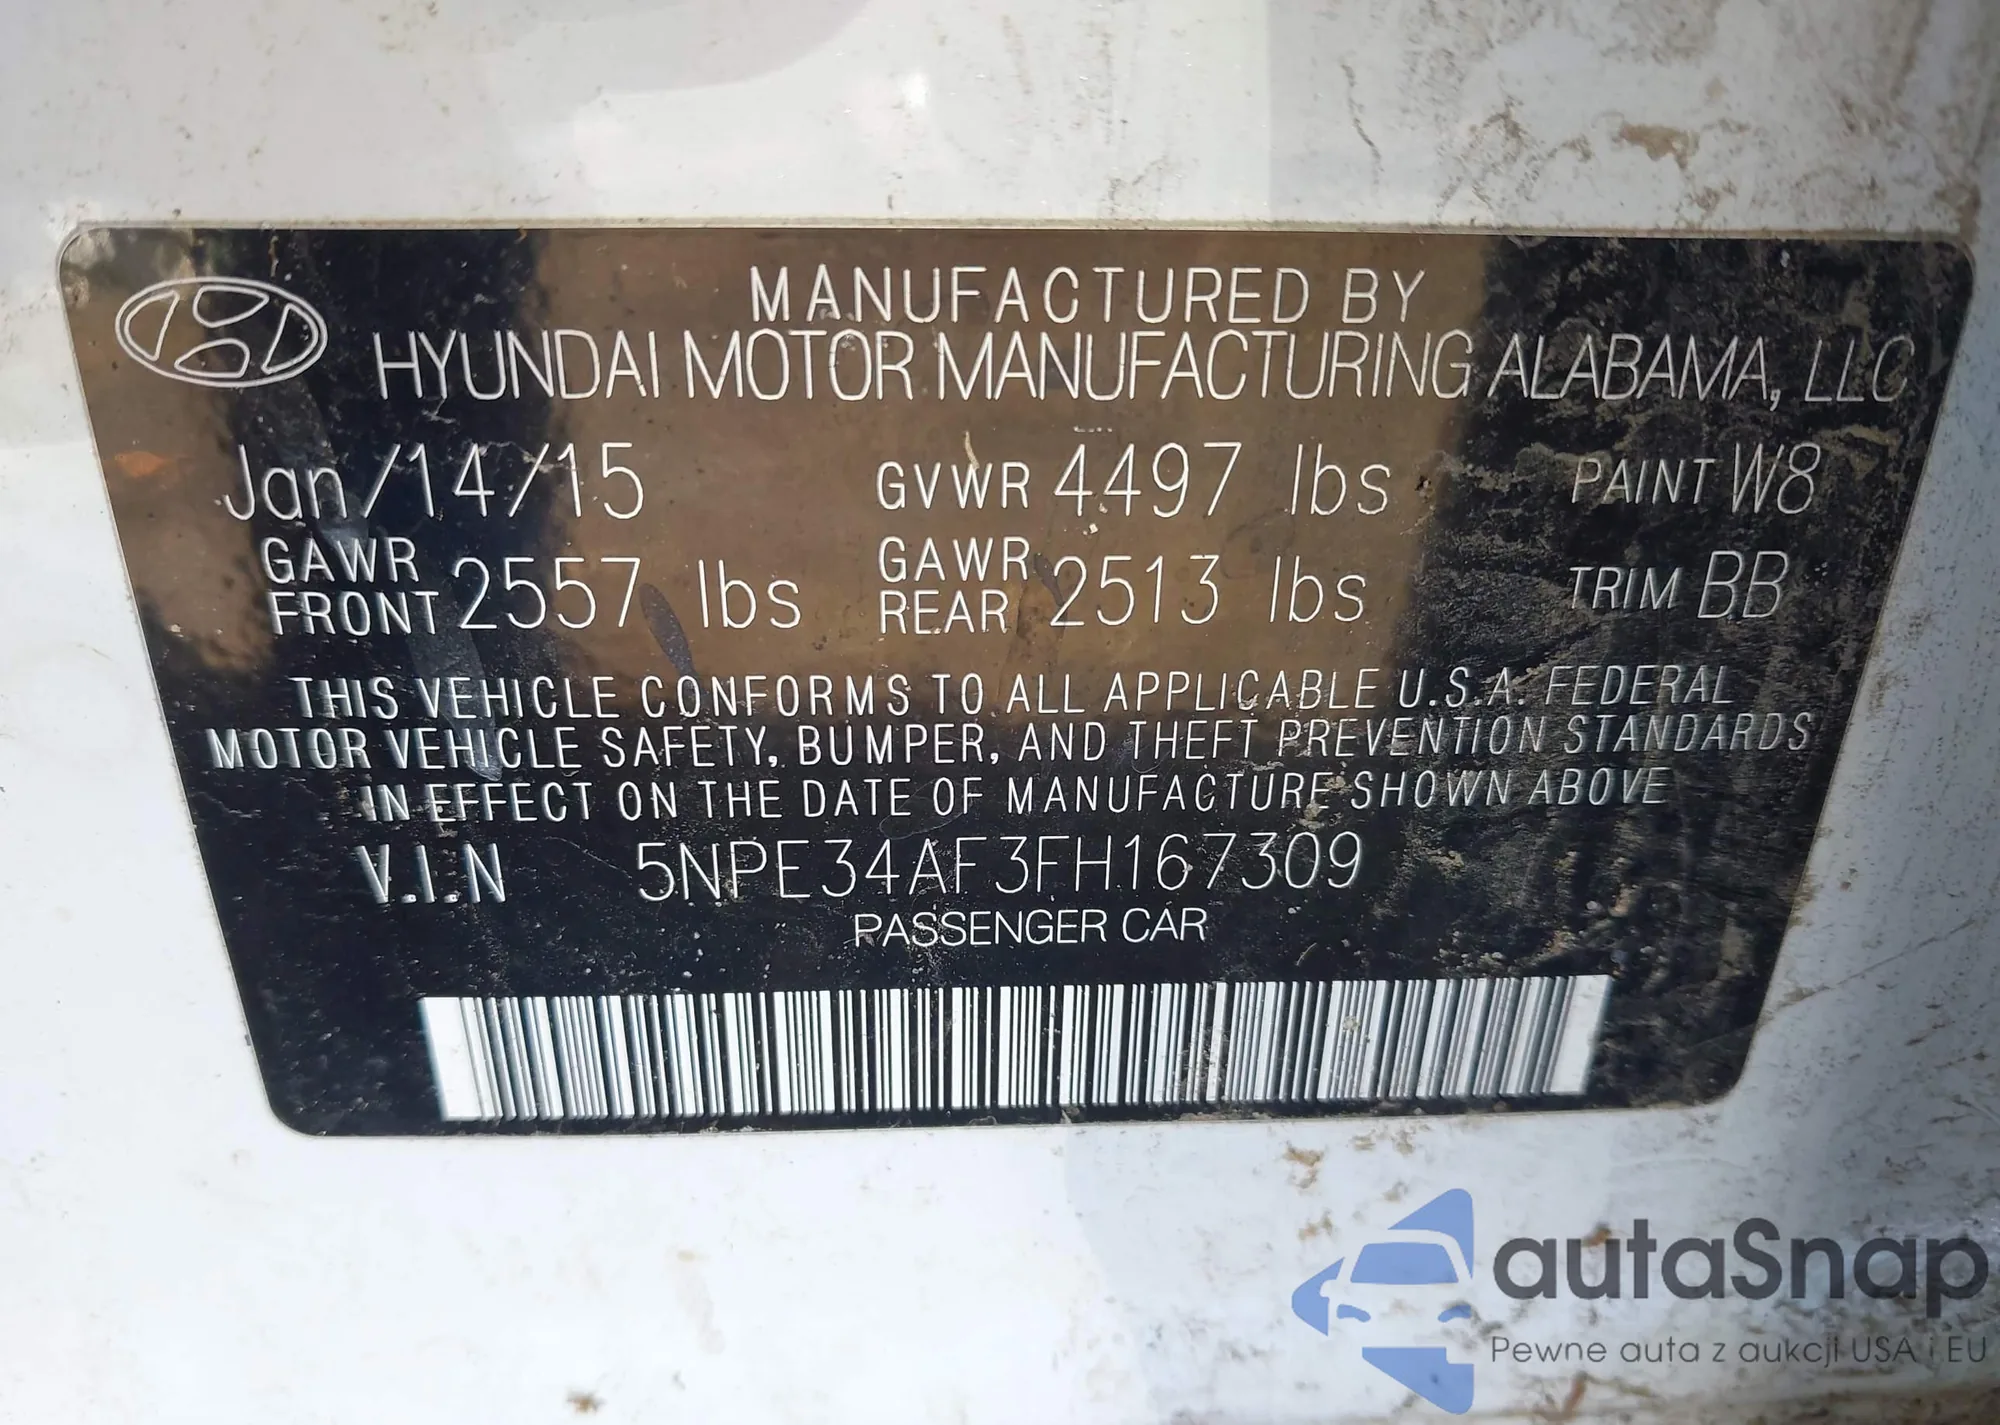 MANUFACTURED BY
HYUNDAI MOTOR MANUFACTURING ALABAMA, LLC
Jan/14/15 GVWR 4497 lbs PAINT W8
GAWR FRONT 2557 lbs GAWR REAR 2513 lbs TRIM BB
THIS VEHICLE CONFORMS TO ALL APPLICABLE U.S.A. FEDERAL
MOTOR VEHICLE SAFETY, BUMPER, AND THEFT PREVENTION STANDARDS
IN EFFECT ON THE DATE OF MANUFACTURE SHOWN ABOVE
V.I.N 5NPE34AF3FH167309
PASSENGER CAR
autaSnap
Pewne auta z aukcji USA i EU